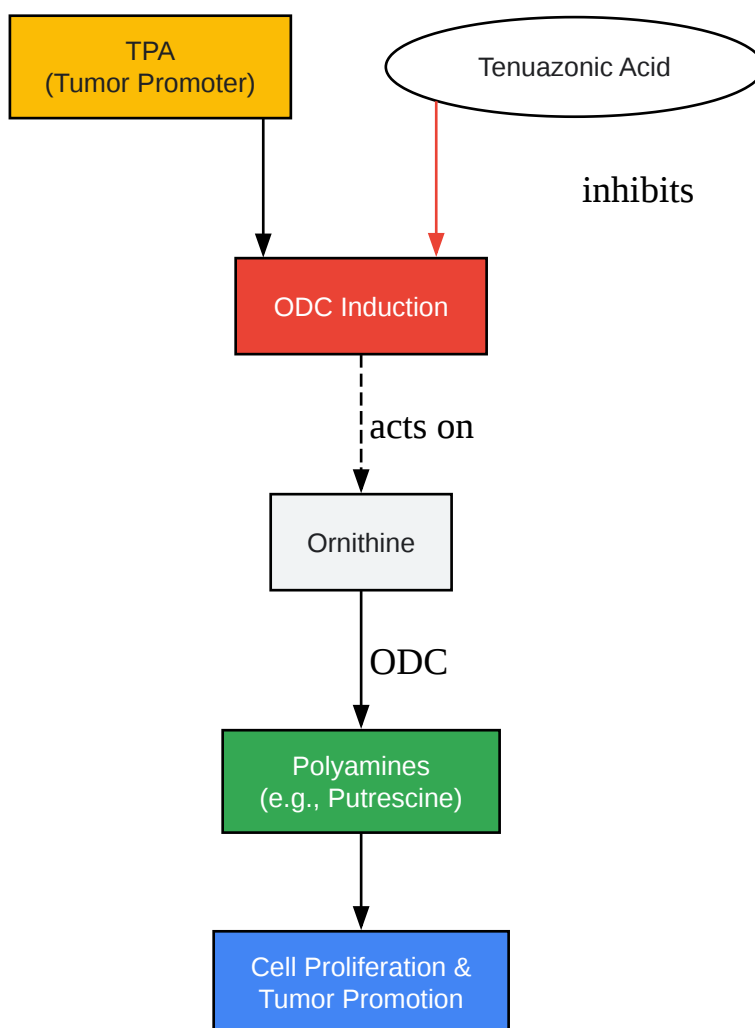 TPA
(Tumor Promoter)
Tenuazonic Acid
inhibits
ODC Induction
acts on
Ornithine
ODC
Polyamines
(e.g., Putrescine)
Cell Proliferation &
Tumor Promotion